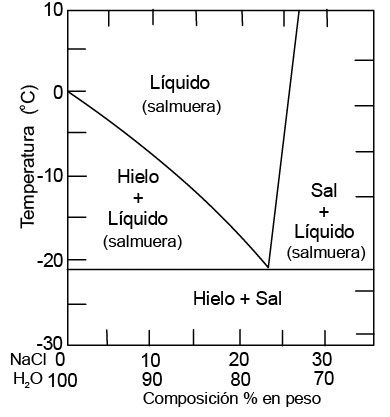 10
Líquido
(salmuera)
0
Temperatura (°C)
-10
Hielo
+
Líquido
(salmuera)
Sal
+
Líquido
(salmuera)
-20
Hielo + Sal
-30
NaCl 0 10 20 30
H₂O 100 90 80 70
Composición % en peso